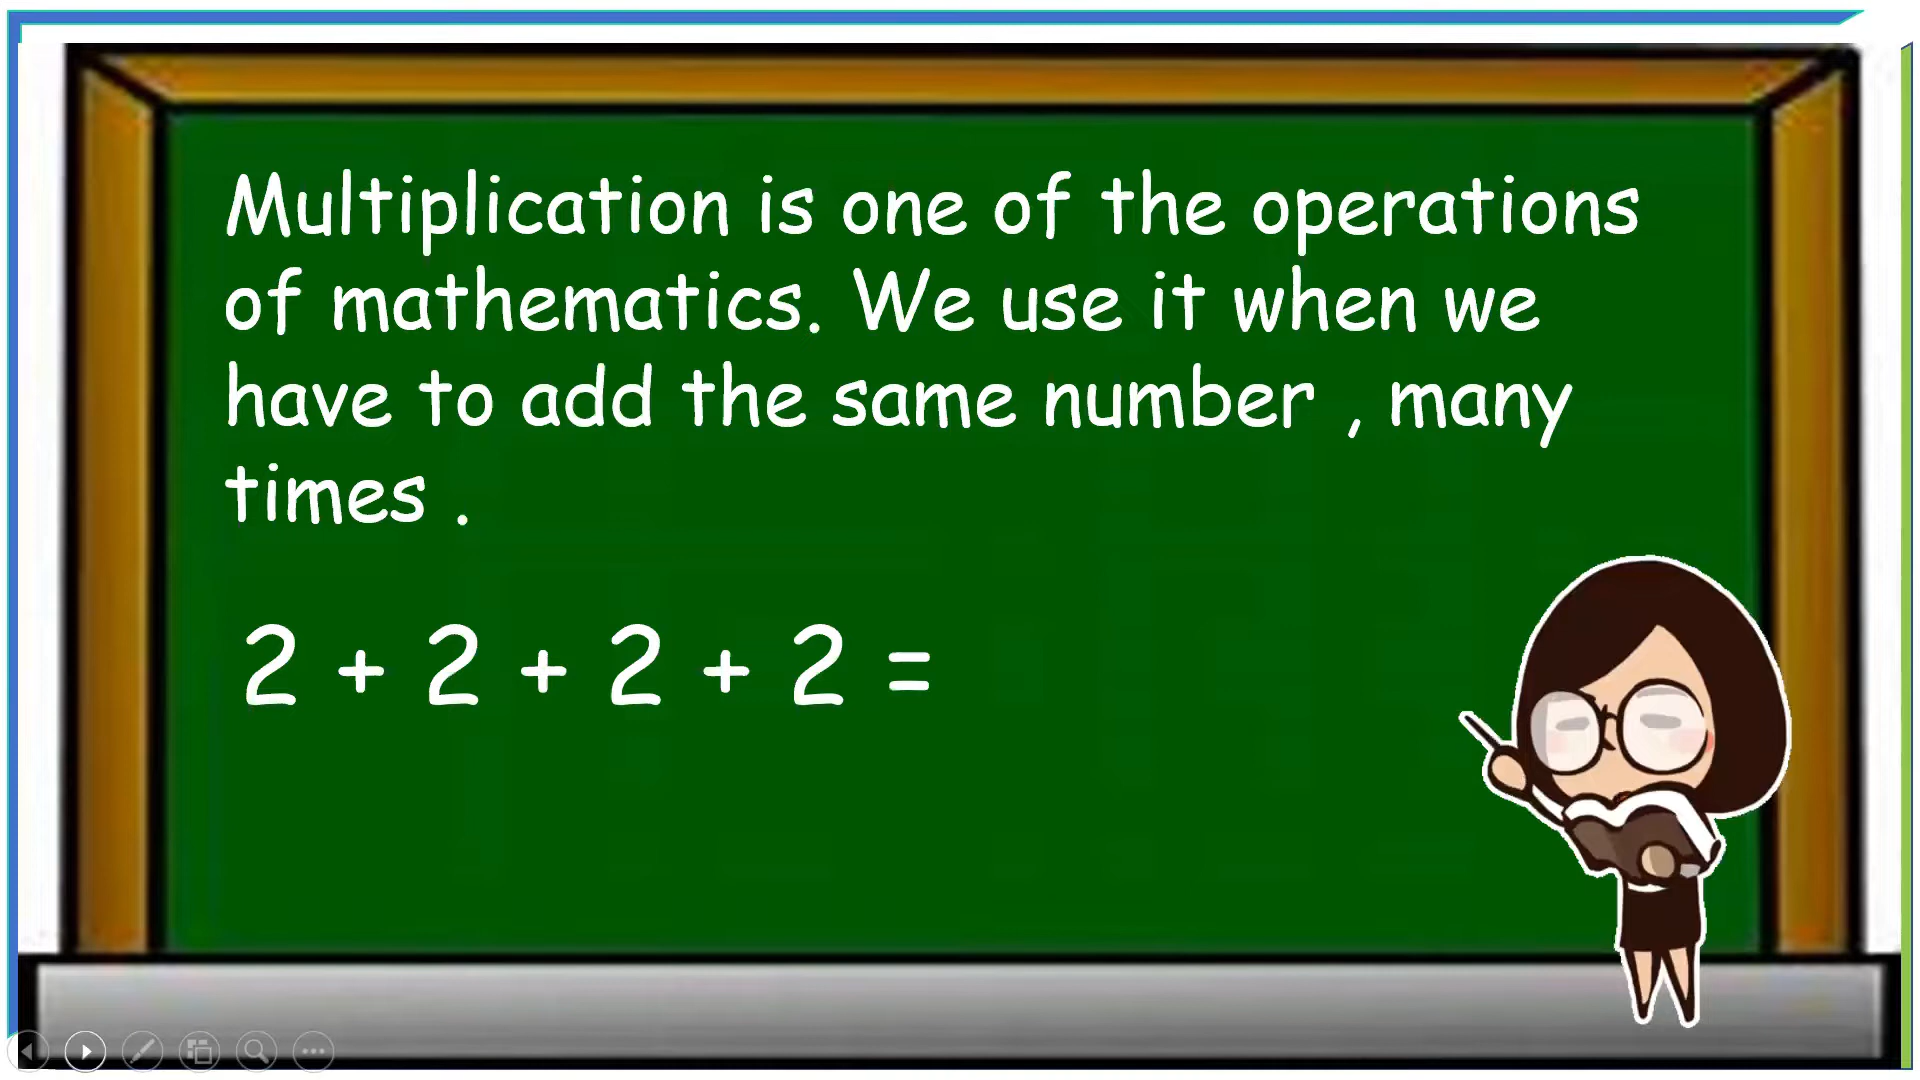 Multiplication is one of the operations
of mathematics. We use it when we
have to add the same number , many
times .
2 + 2 + 2 + 2 =